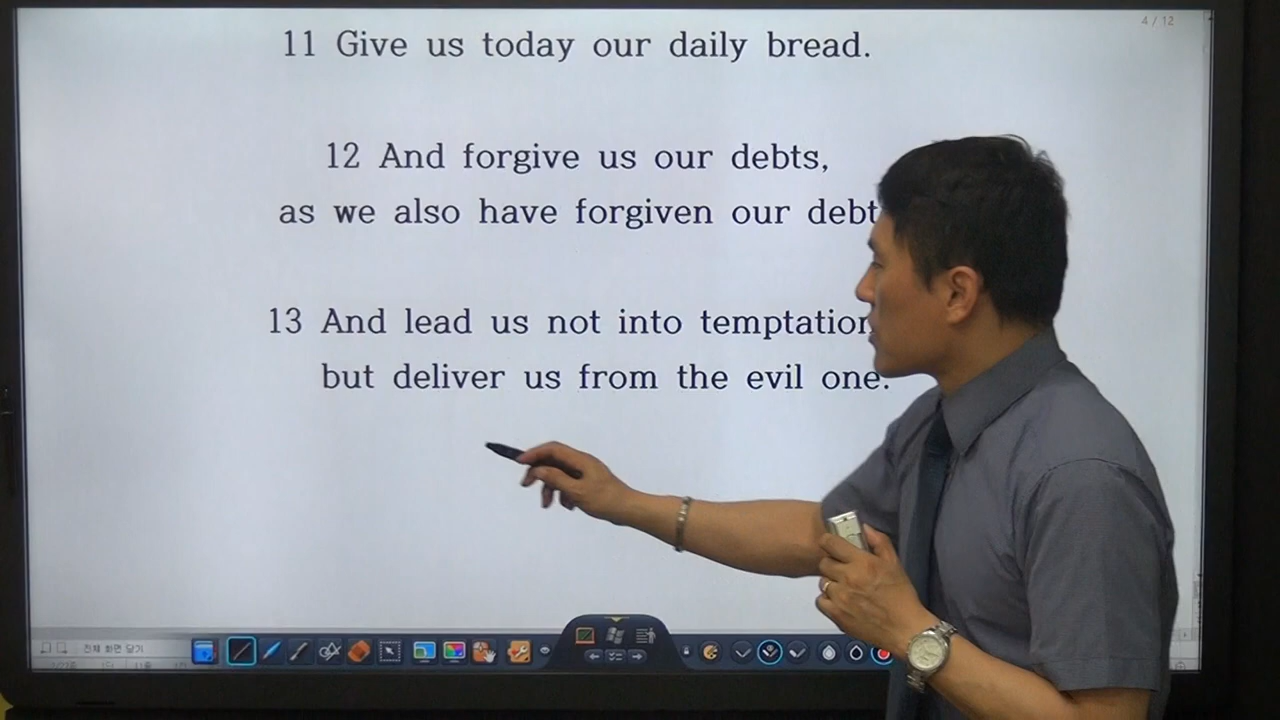 4 / 12
11 Give us today our daily bread.
12 And forgive us our debts,
as we also have forgiven our debt
13 And lead us not into temptation
but deliver us from the evil one.
전체 화면 닫기